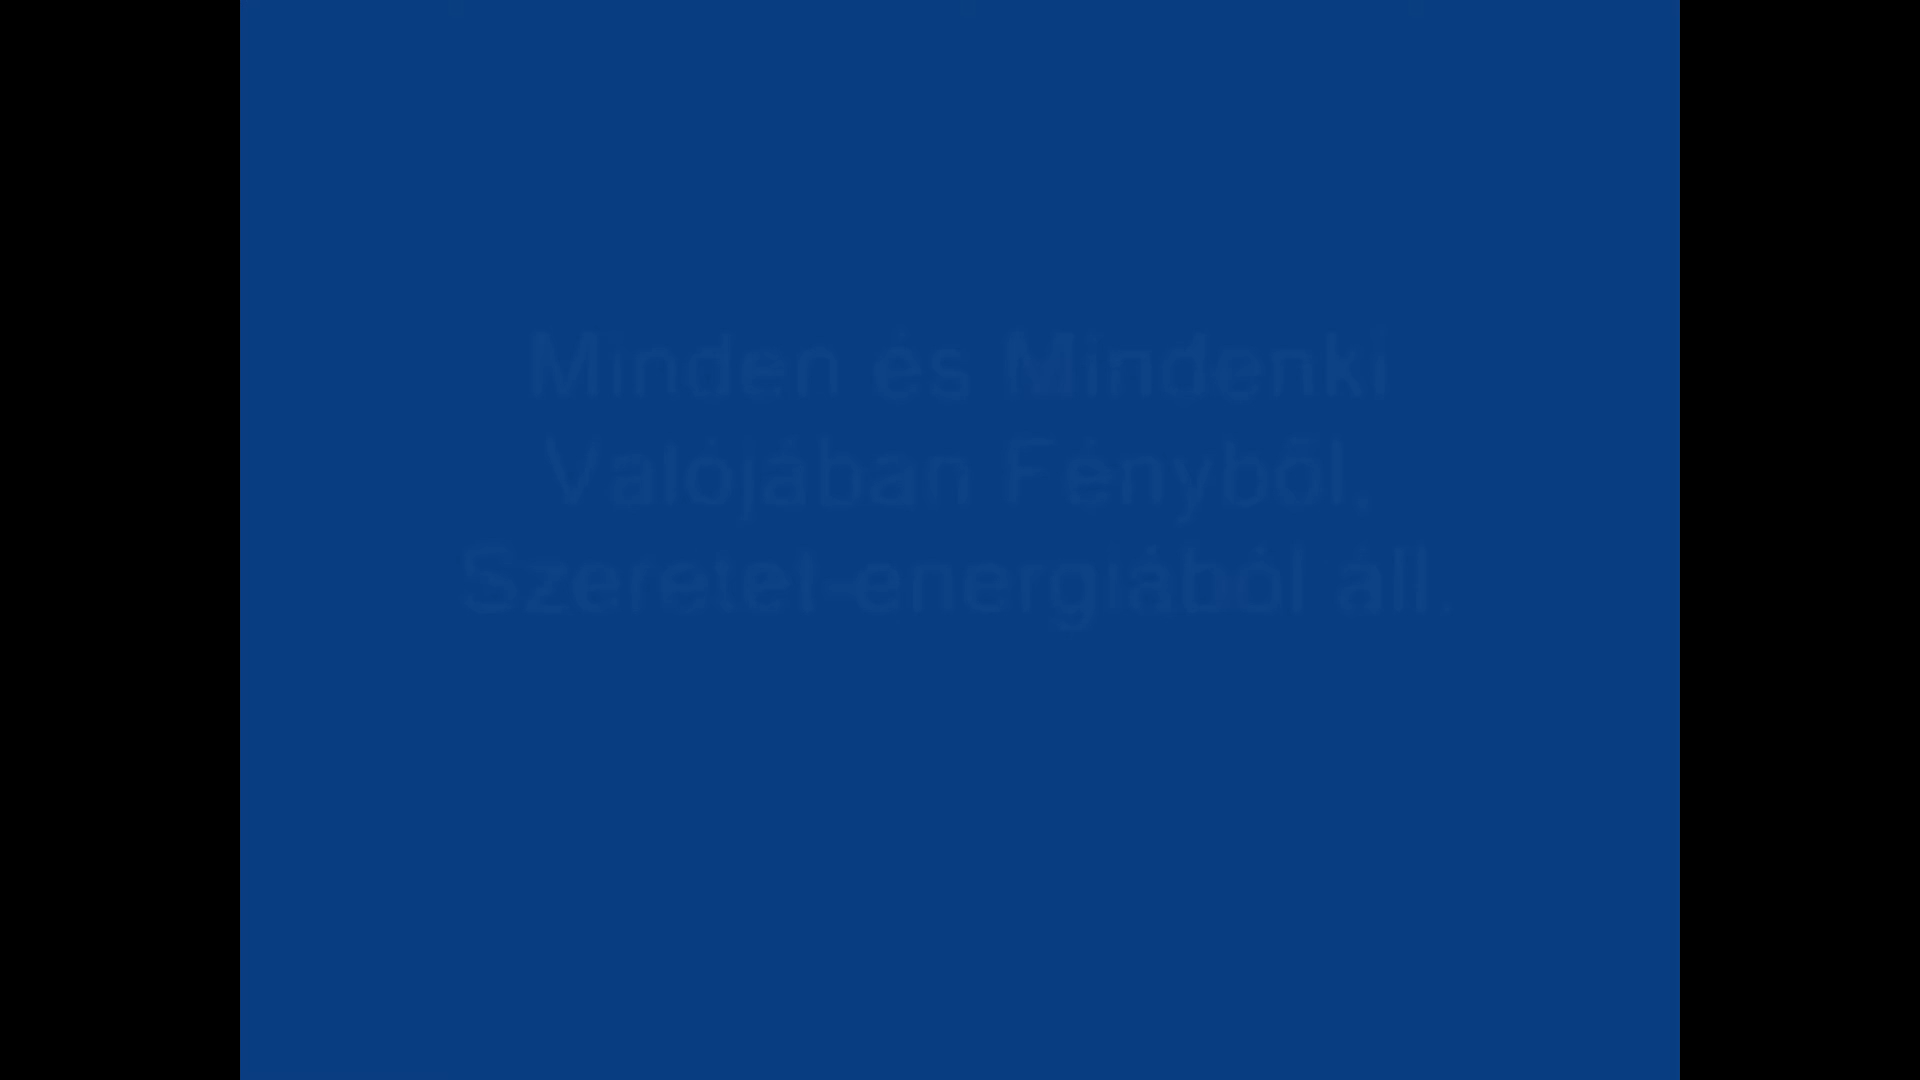 Minden és Mindenki
Valójában Fényből,
Szeretet-energiából áll.